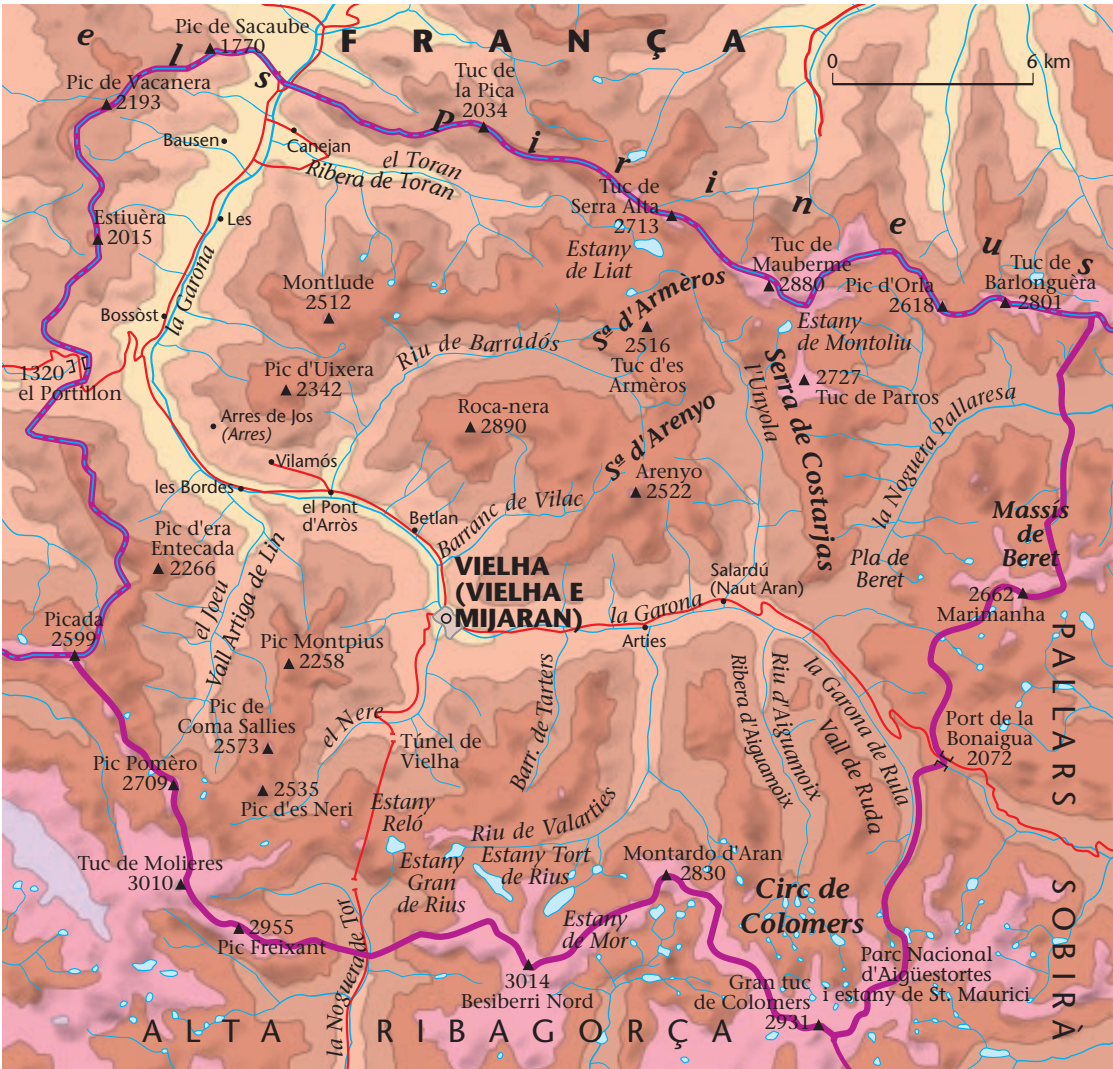 els Pirineus
FRANÇA
0 6 km
Pic de Sacaube
1770
Pic de Vacanera
2193
Tuc de
la Pica
2034
Bausen
Canejan
el Toran
Ribera de Toran
Les
Estiuèra
2015
Tuc de
Serra Alta
2713
Estany
de Liat
Tuc de
Mauberme
2880
Pic d'Orla
2618
Tuc de
Barlonguèra
2801
la Garona
Montlude
2512
Bossòst
Sª d'Armèros
2516
Tuc d'es
Armèros
Estany
de Montoliu
Riu de Barradós
1320
el Portillon
Pic d'Uixera
2342
l'Unyola
Serra de Costarjas
2727
Tuc de Parros
la Noguera Pallaresa
Arres de Jos
(Arres)
Roca-nera
2890
Sª d'Arenyo
Arenyo
2522
Vilamós
les Bordes
el Pont
d'Arròs
Betlan
Barranc de Vilac
Massís
de
Beret
Pic d'era
Entecada
2266
Pla de
Beret
VIELHA
(VIELHA E
MIJARAN)
Salardú
(Naut Aran)
la Garona
Arties
2662
Marimanha
el Joeu
Vall Artiga de Lin
Picada
2599
Pic Montpius
2258
PALLARS SOBIRÀ
Barr. de Tarters
Ribera d'Aiguamoix
Riu d'Aiguamoix
la Garona de Rula
Vall de Ruda
Pic de
Coma Sallies
2573
el Nere
Port de la
Bonaigua
2072
Túnel de
Vielha
Pic Pomèro
2709
2535
Pic d'es Neri
Estany
Reló
Riu de Valarties
Estany
Gran
de Rius
Estany Tort
de Rius
Montardo d'Aran
2830
Tuc de Molieres
3010
Circ de
Colomers
Estany
de Mor
2955
Pic Freixant
la Noguera de Tor
3014
Besiberri Nord
Gran tuc
de Colomers
2931
Parc Nacional
d'Aigüestortes
i estany de St. Maurici
ALTA RIBAGORÇA